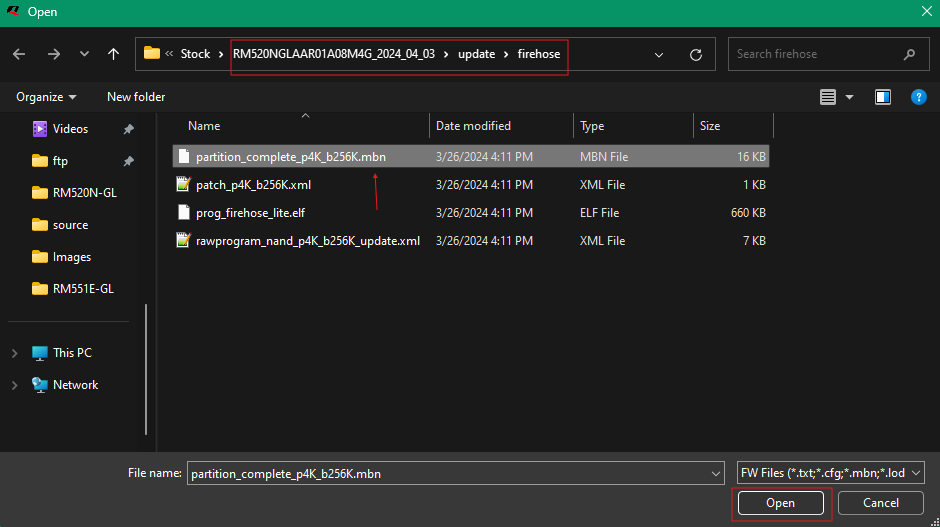 Open
« Stock > RM520NGLAAR01A08M4G_2024_04_03 > update > firehose
Search firehose
Organize
New folder
Name Date modified Type Size
Videos
ftp
RM520N-GL
source
Images
RM551E-GL
This PC
Network
partition_complete_p4K_b256K.mbn 3/26/2024 4:11 PM MBN File 16 KB
patch_p4K_b256K.xml 3/26/2024 4:11 PM XML File 1 KB
prog_firehose_lite.elf 3/26/2024 4:11 PM ELF File 660 KB
rawprogram_nand_p4K_b256K_update.xml 3/26/2024 4:11 PM XML File 7 KB
File name: partition_complete_p4K_b256K.mbn
FW Files (*.txt;*.cfg;*.mbn;*.lod
Open
Cancel